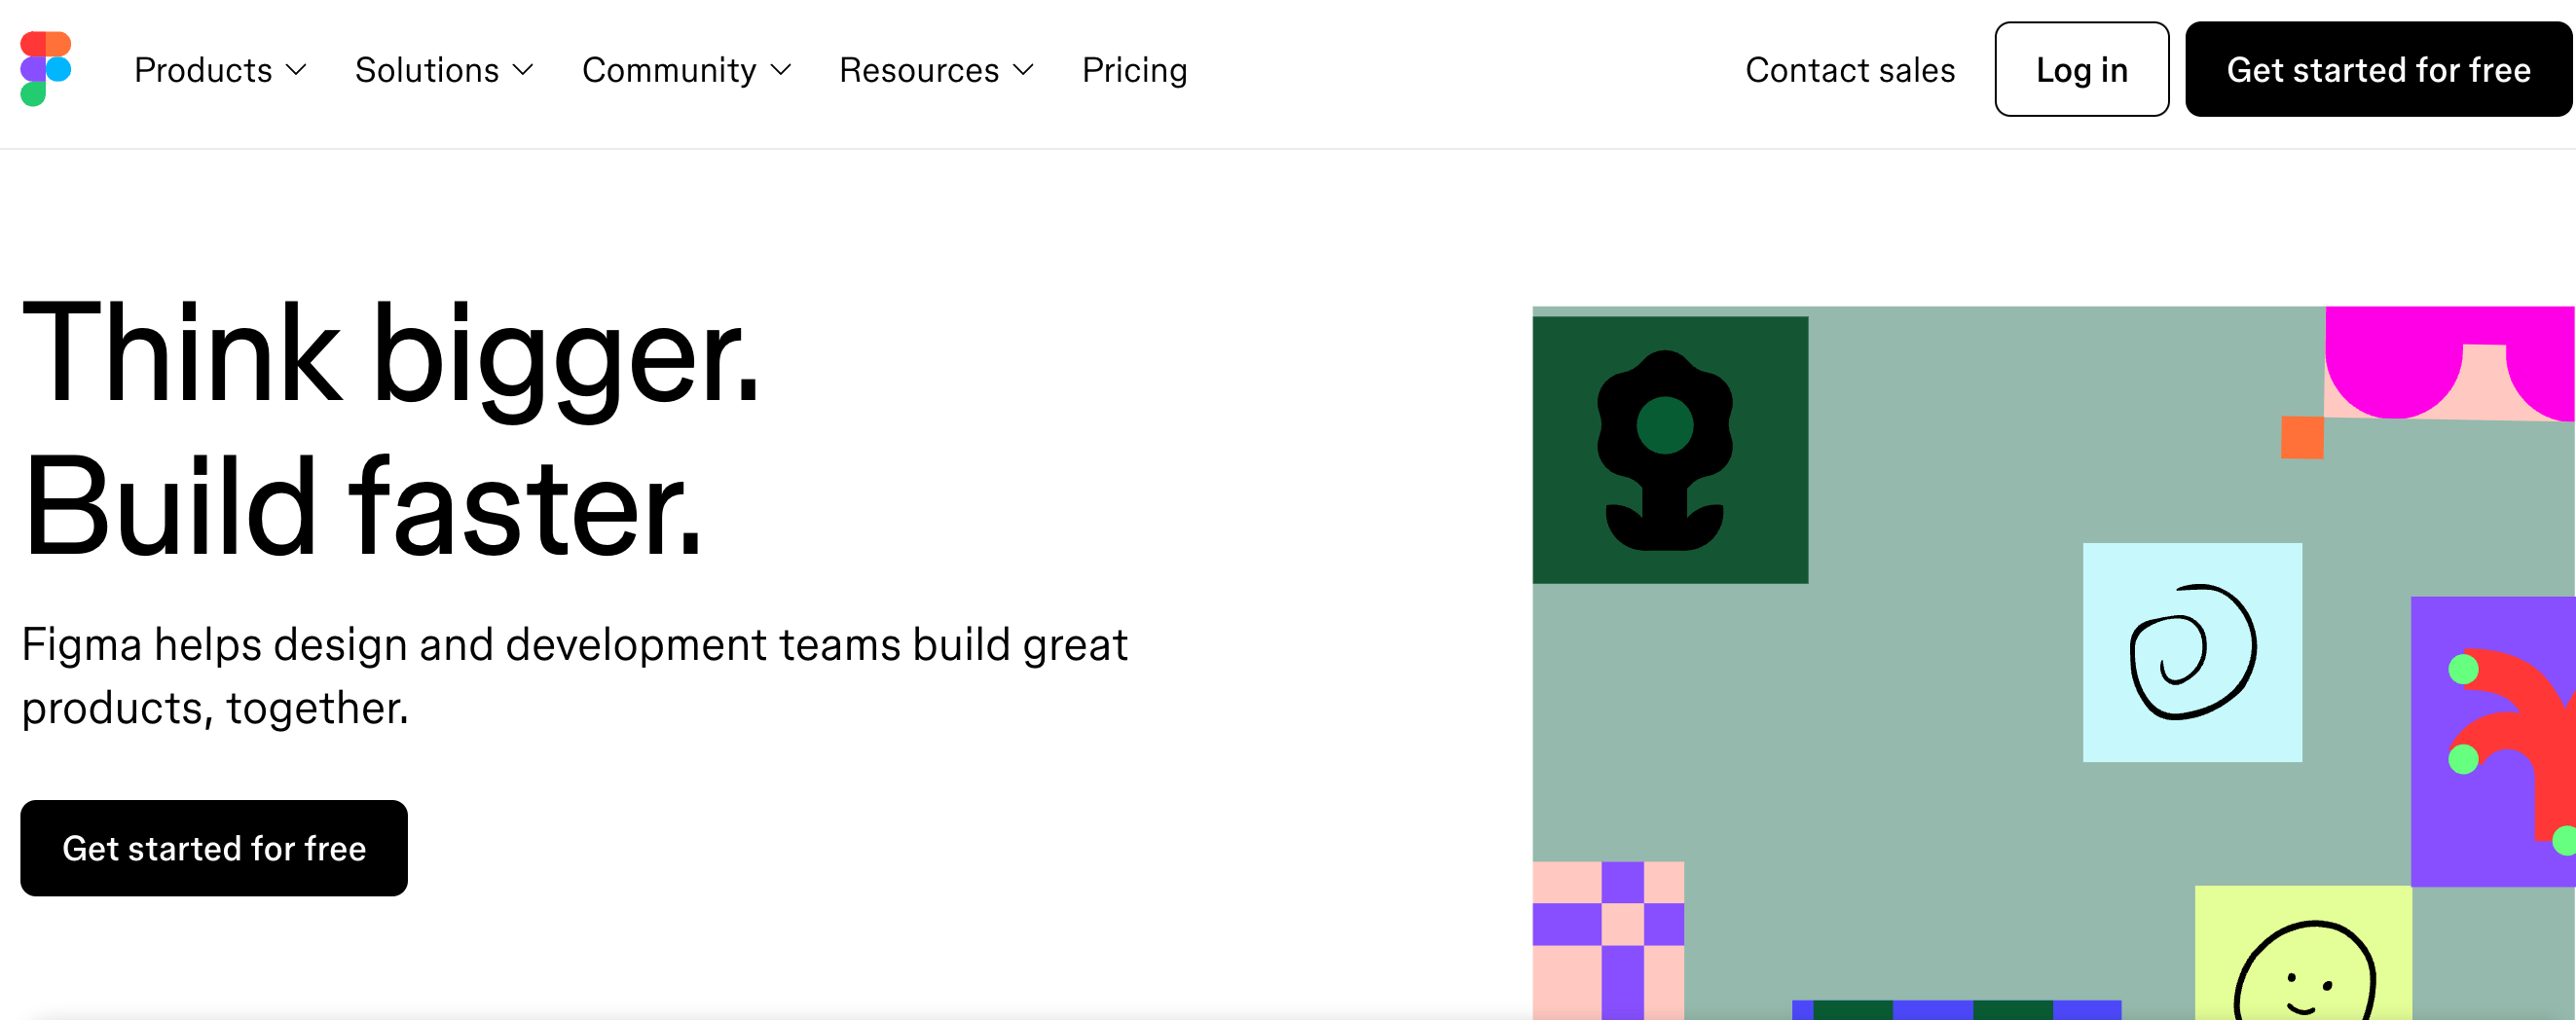 Products Solutions Community Resources Pricing Contact sales Log in Get started for free
Think bigger.
Build faster.
Figma helps design and development teams build great
products, together.
Get started for free